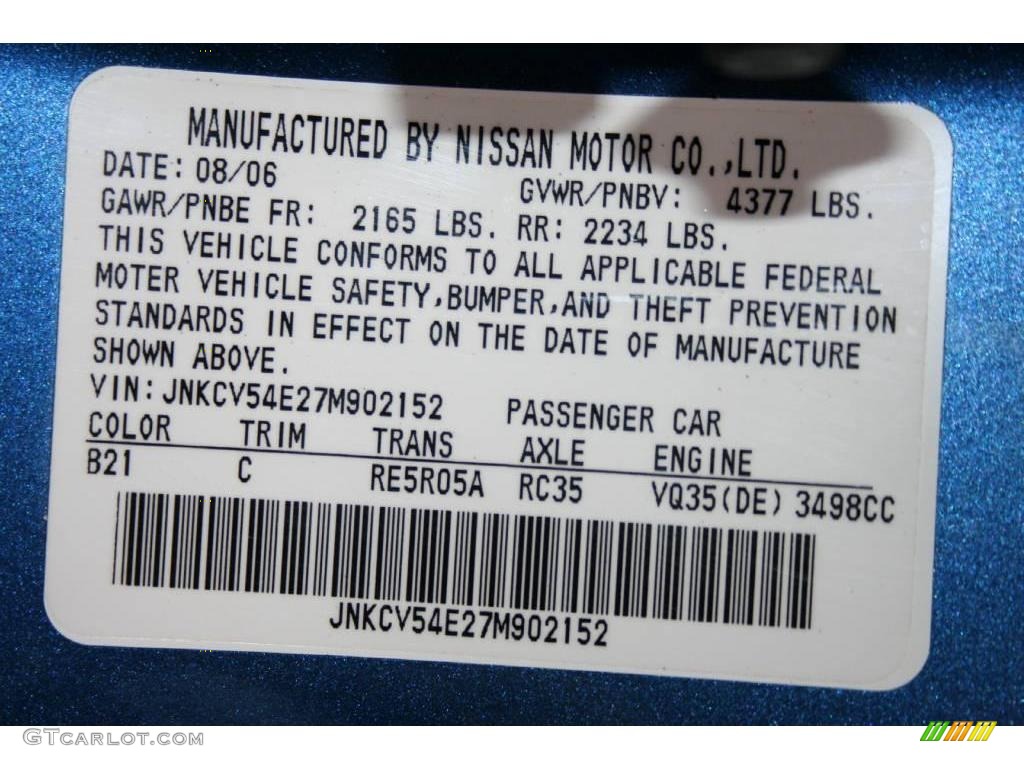 MANUFACTURED BY NISSAN MOTOR CO.,LTD.
DATE: 08/06 GVWR/PNBV: 4377 LBS.
GAWR/PNBE FR: 2165 LBS. RR: 2234 LBS.
THIS VEHICLE CONFORMS TO ALL APPLICABLE FEDERAL
MOTER VEHICLE SAFETY,BUMPER,AND THEFT PREVENTION
STANDARDS IN EFFECT ON THE DATE OF MANUFACTURE
SHOWN ABOVE.
VIN:JNKCV54E27M902152 PASSENGER CAR
COLOR TRIM TRANS AXLE ENGINE
B21 C RE5R05A RC35 VQ35(DE) 3498CC
JNKCV54E27M902152
GTCARLOT.COM